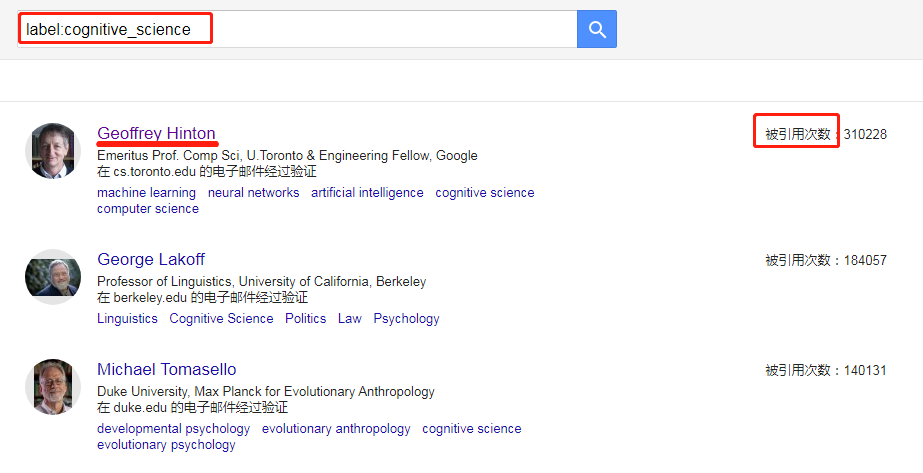 label:cognitive_science
Geoffrey Hinton
被引用次数：310228
Emeritus Prof. Comp Sci, U.Toronto & Engineering Fellow, Google
在 cs.toronto.edu 的电子邮件经过验证
machine learning neural networks artificial intelligence cognitive science
computer science
George Lakoff
被引用次数：184057
Professor of Linguistics, University of California, Berkeley
在 berkeley.edu 的电子邮件经过验证
Linguistics Cognitive Science Politics Law Psychology
Michael Tomasello
被引用次数：140131
Duke University, Max Planck for Evolutionary Anthropology
在 duke.edu 的电子邮件经过验证
developmental psychology evolutionary anthropology cognitive science
evolutionary psychology